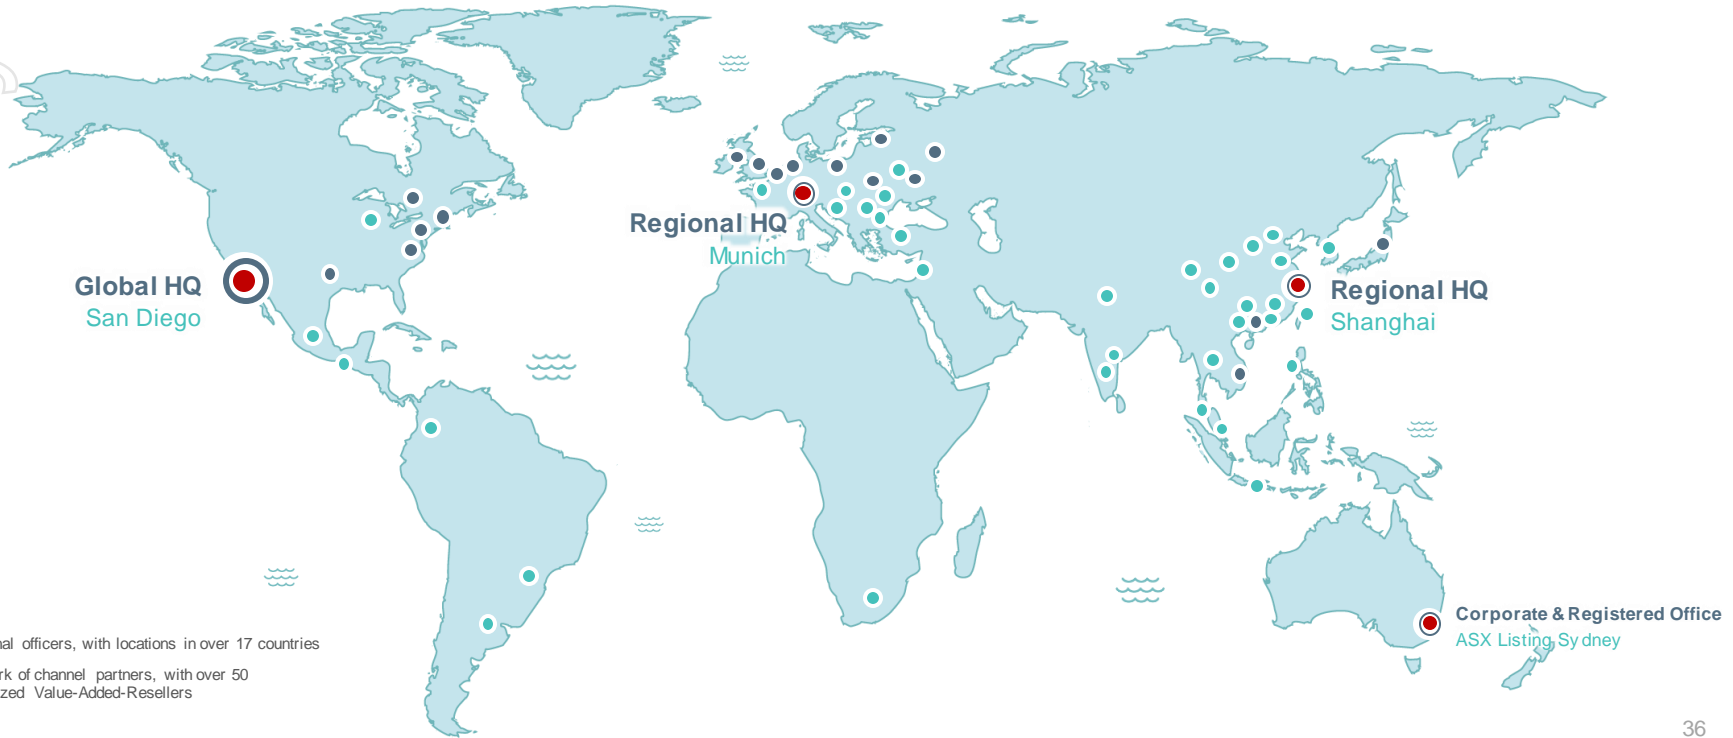 Regional HQ
Munich
Global HQ
San Diego
Regional HQ
Shanghai
Corporate & Registered Office
ASX Listing Sydney
officers, with locations in over 17 countries
of channel partners, with over 50
Value-Added-Resellers
36